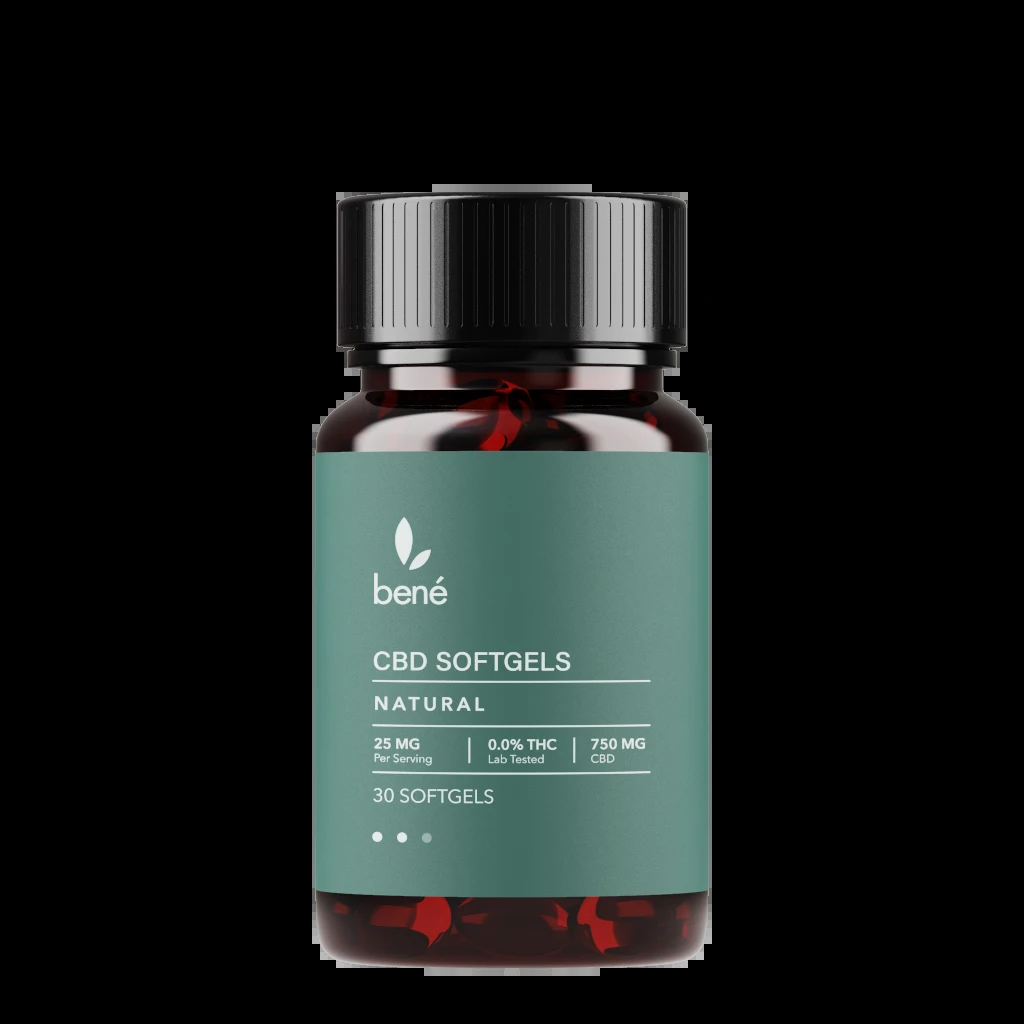 bené
CBD SOFTGELS
NATURAL
25 MG 0.0% THC 750 MG
Per Serving Lab Tested CBD
30 SOFTGELS